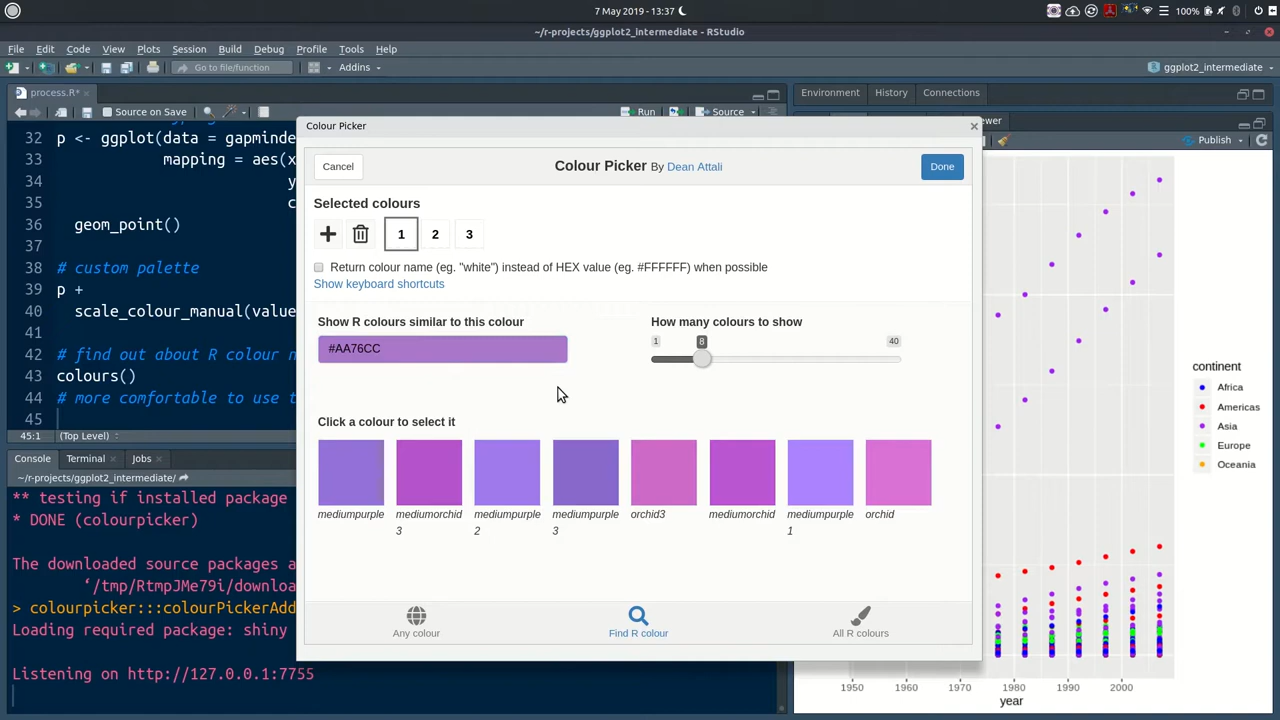 7 May 2019 - 13:37
100%
~/r-projects/ggplot2_intermediate - RStudio
File Edit Code View Plots Session Build Debug Profile Tools Help
Go to file/function Addins
ggplot2_intermediate
process.R*
Environment History Connections
Source on Save
Run
Source
Publish
32 p <- ggplot(data = gapminde
33 mapping = aes(x
34 y
35 c
36 geom_point()
37
38 # custom palette
39 p +
40 scale_colour_manual(value
41
42 # find out about R colour n
43 colours()
44 # more comfortable to use t
45
45:1 (Top Level)
Console Terminal Jobs
~/r-projects/ggplot2_intermediate/
** testing if installed package
* DONE (colourpicker)
The downloaded source packages a
‘/tmp/RtmpJMe79i/downloa
> colourpicker:::colourPickerAdd
Loading required package: shiny
Listening on http://127.0.0.1:7755
Colour Picker
Cancel
Colour Picker By Dean Attali
Done
Selected colours
1 2 3
Return colour name (eg. "white") instead of HEX value (eg. #FFFFFF) when possible
Show keyboard shortcuts
Show R colours similar to this colour
#AA76CC
How many colours to show
1 8 40
Click a colour to select it
mediumpurple
mediumorchid
3
mediumpurple
2
mediumpurple
3
orchid3
mediumorchid
mediumpurple
1
orchid
Any colour
Find R colour
All R colours
continent
Africa
Americas
Asia
Europe
Oceania
1950 1960 1970 1980 1990 2000
year